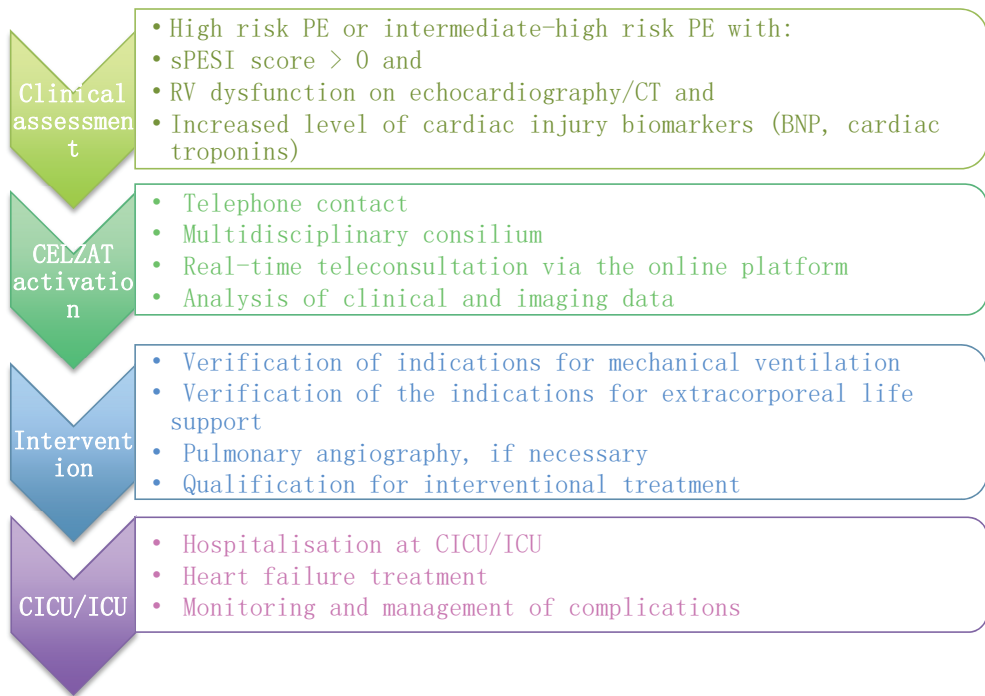 Clinical
assessmen
t
• High risk PE or intermediate-high risk PE with:
• sPESI score > 0 and
• RV dysfunction on echocardiography/CT and
• Increased level of cardiac injury biomarkers (BNP, cardiac
troponins)
CELZAT
activatio
n
• Telephone contact
• Multidisciplinary consilium
• Real-time teleconsultation via the online platform
• Analysis of clinical and imaging data
Intervent
ion
• Verification of indications for mechanical ventilation
• Verification of the indications for extracorporeal life
support
• Pulmonary angiography, if necessary
• Qualification for interventional treatment
CICU/ICU
• Hospitalisation at CICU/ICU
• Heart failure treatment
• Monitoring and management of complications